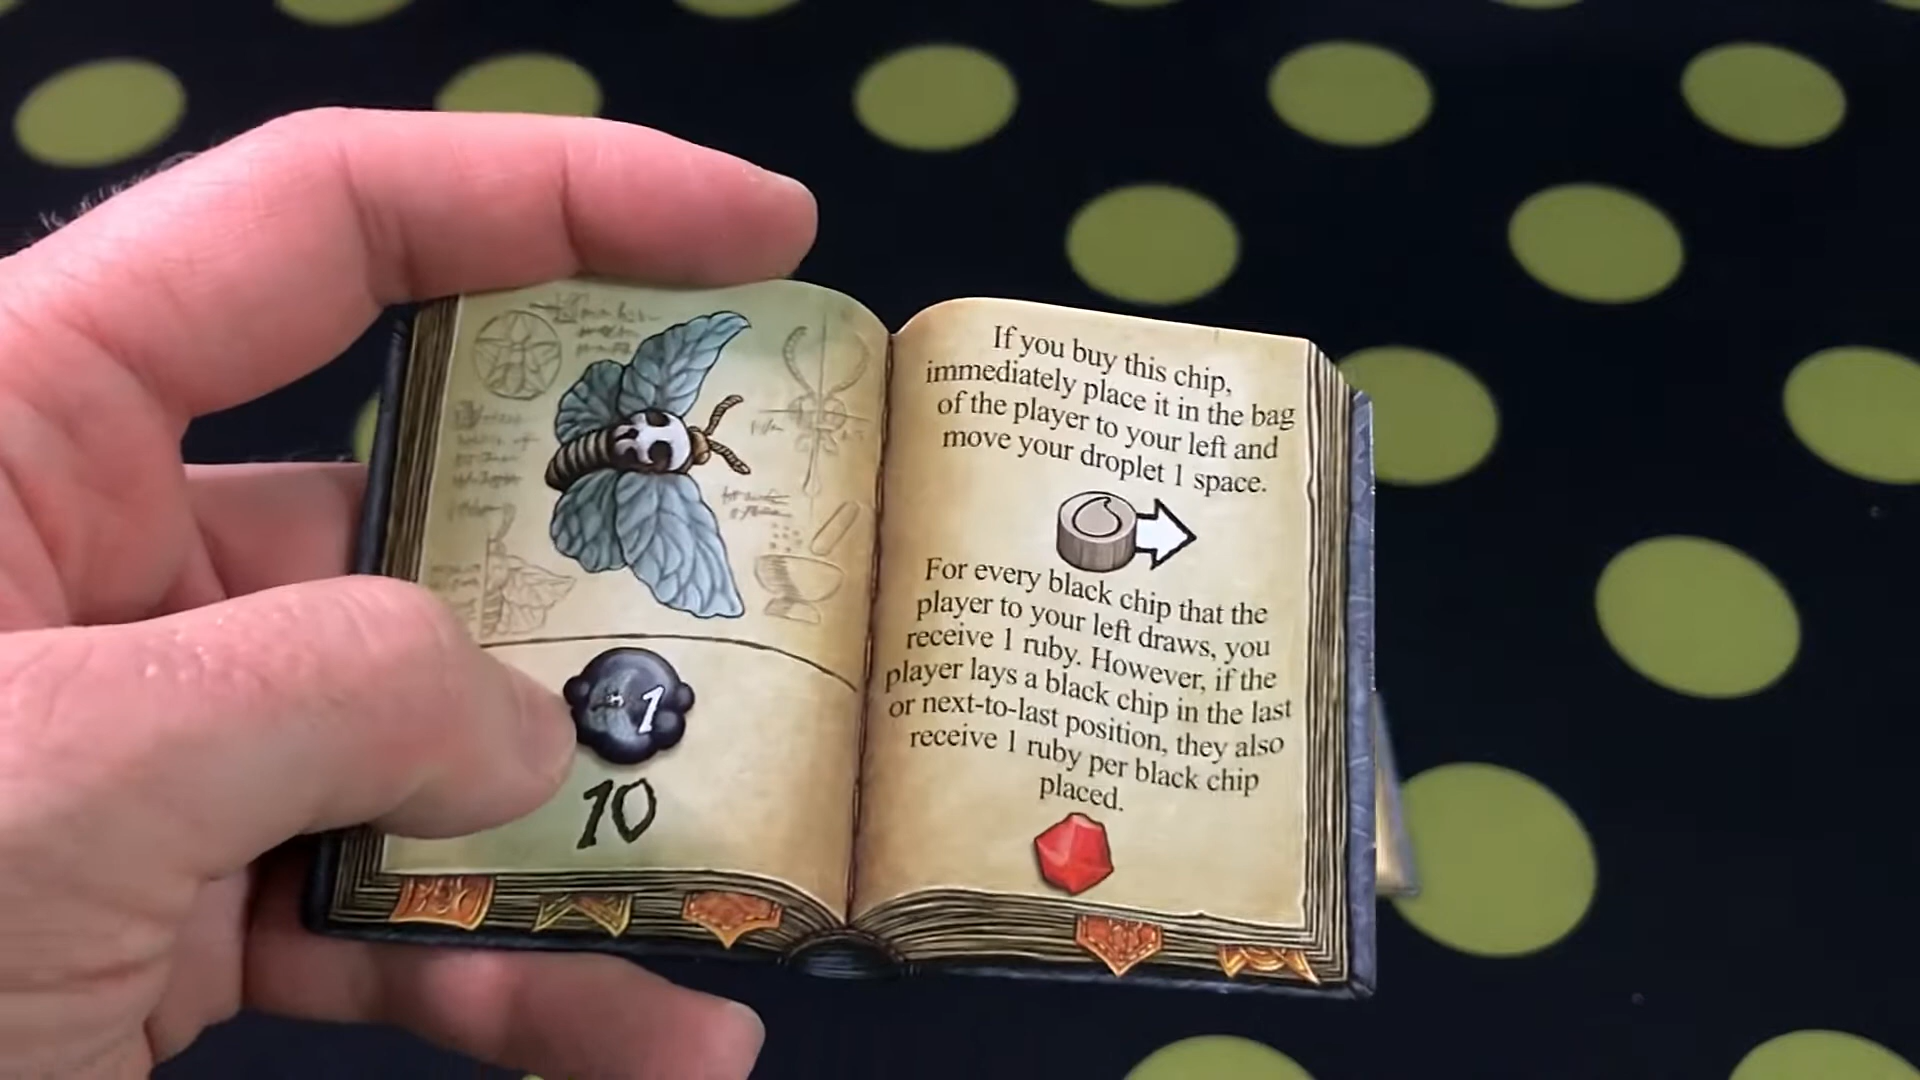 1
10
If you buy this chip,
immediately place it in the bag
of the player to your left and
move your droplet 1 space.
For every black chip that the
player to your left draws, you
receive 1 ruby. However, if the
player lays a black chip in the last
or next-to-last position, they also
receive 1 ruby per black chip
placed.